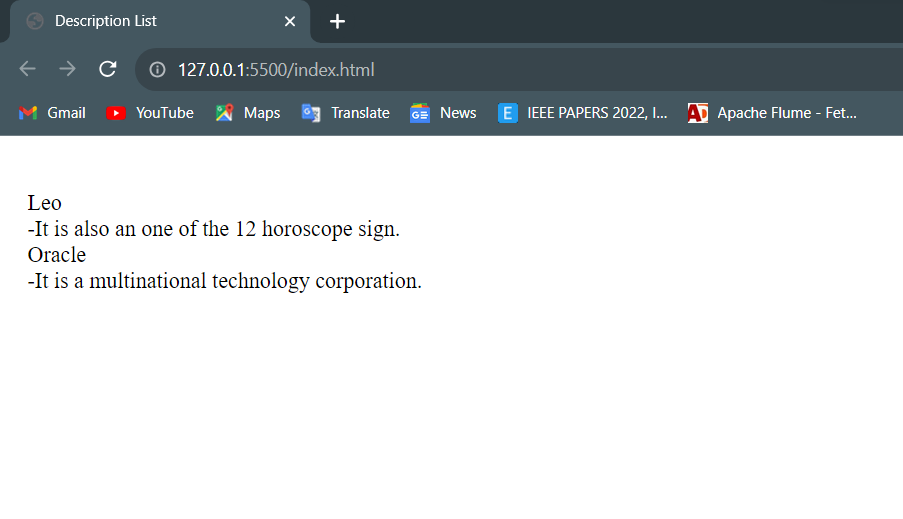 Description List
127.0.0.1:5500/index.html
Gmail YouTube Maps Translate News IEEE PAPERS 2022, I... Apache Flume - Fet...
Leo
-It is also an one of the 12 horoscope sign.
Oracle
-It is a multinational technology corporation.